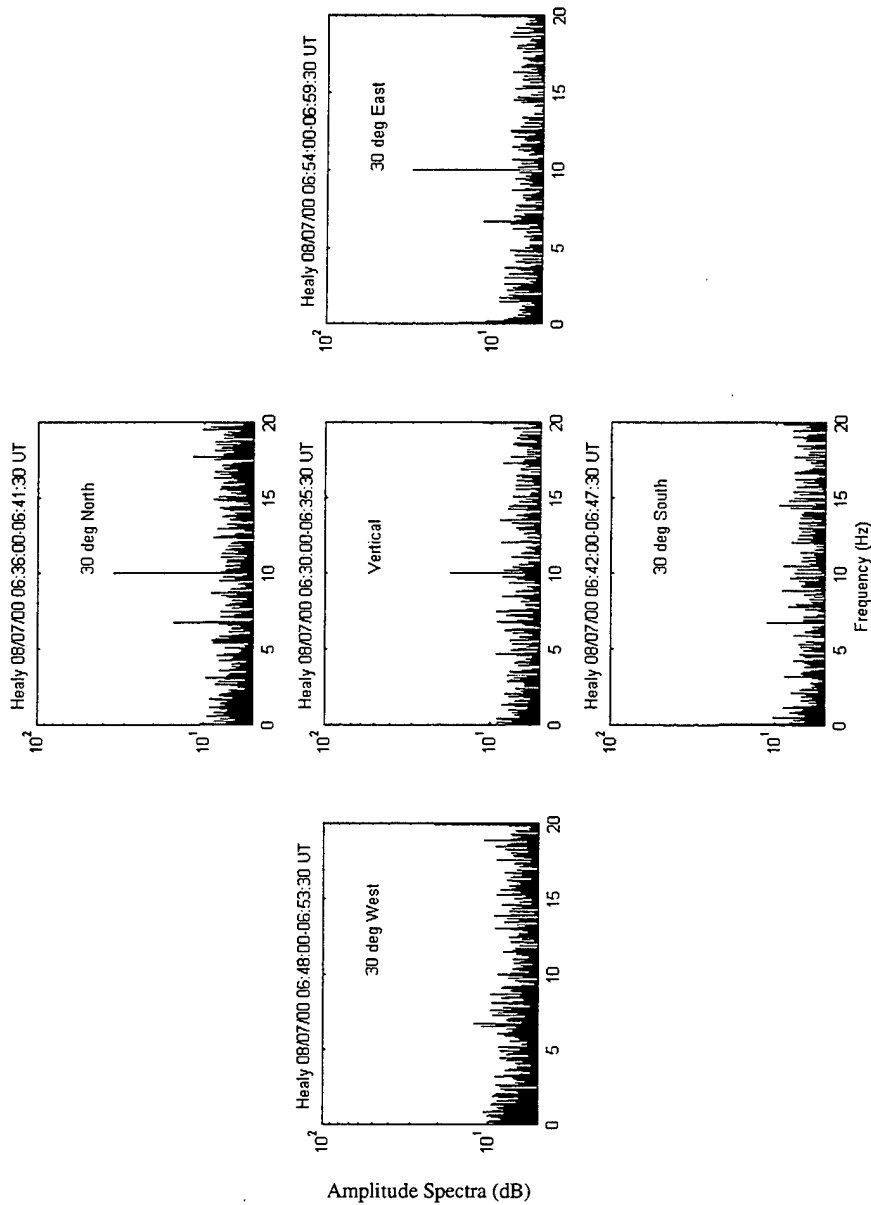 Healy 08/07/00 06:54:00-06:59:30 UT
30 deg East
10²
10¹
0
5
10
15
20
Healy 08/07/00 06:36:00-06:41:30 UT
30 deg North
10²
10¹
0
5
10
15
20
Healy 08/07/00 06:30:00-06:35:30 UT
Vertical
10²
10¹
0
5
10
15
20
Healy 08/07/00 06:42:00-06:47:30 UT
30 deg South
10²
10¹
0
5
10
15
20
Frequency (Hz)
Healy 08/07/00 06:48:00-06:53:30 UT
30 deg West
10²
10¹
0
5
10
15
20
Amplitude Spectra (dB)